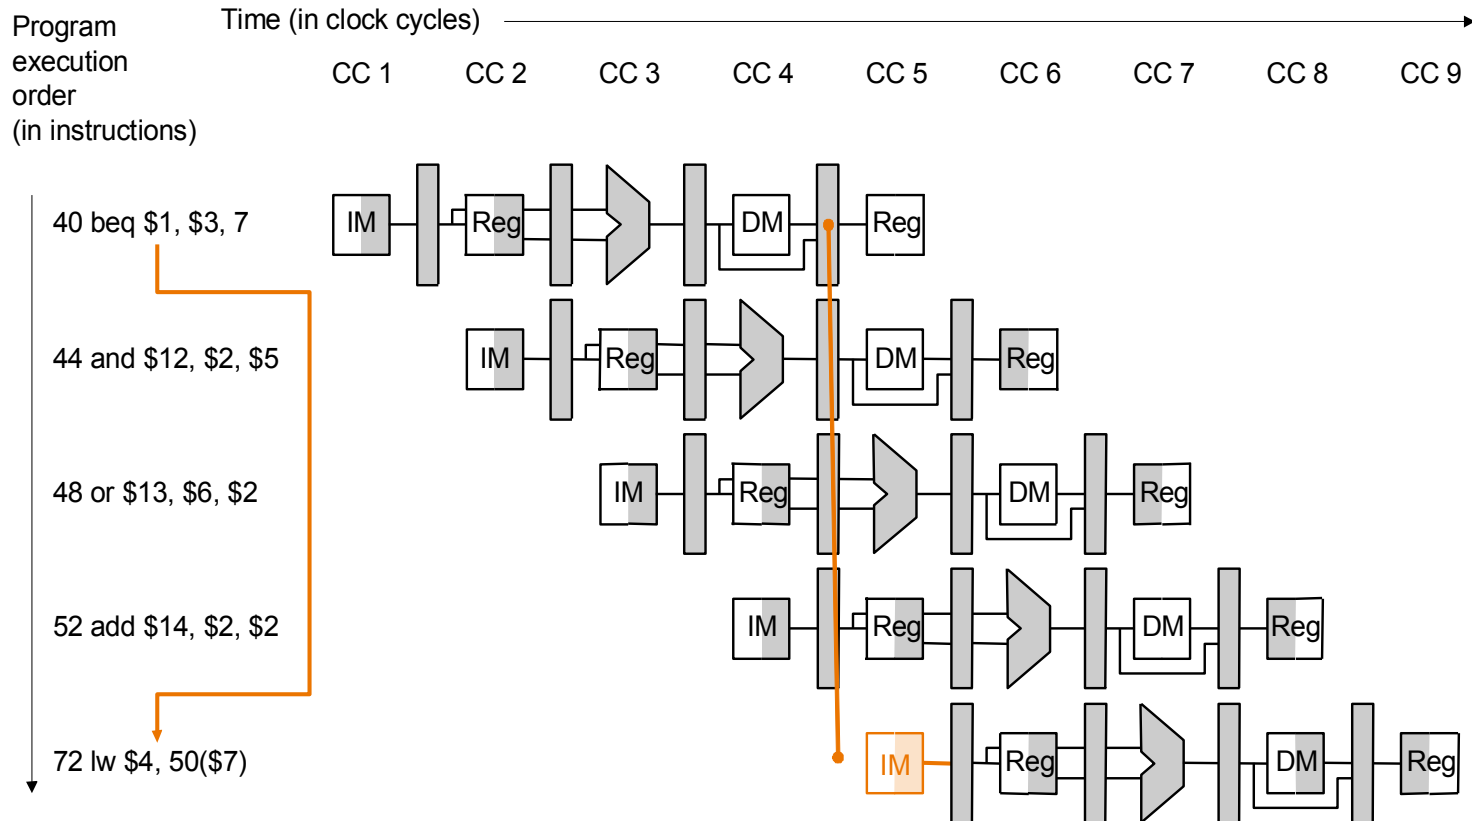 Time (in clock cycles)
Program
execution
order
(in instructions)
CC 1 CC 2 CC 3 CC 4 CC 5 CC 6 CC 7 CC 8 CC 9
40 beq $1, $3, 7 IM Reg DM Reg
44 and $12, $2, $5 IM Reg DM Reg
48 or $13, $6, $2 IM Reg DM Reg
52 add $14, $2, $2 IM Reg DM Reg
72 lw $4, 50($7) IM Reg DM Reg